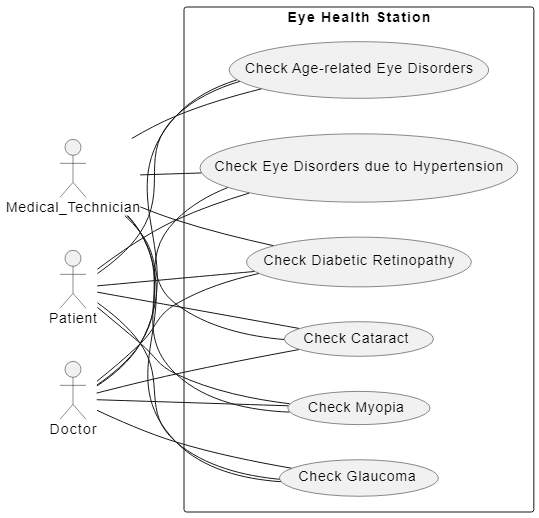 Eye Health Station
Check Age-related Eye Disorders
Check Eye Disorders due to Hypertension
Medical_Technician
Check Diabetic Retinopathy
Patient
Check Cataract
Check Myopia
Doctor
Check Glaucoma